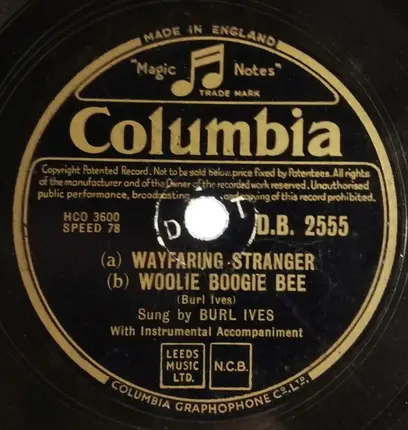 MADE IN ENGLAND
"Magic Notes"
TRADE MARK
Columbia
Copyright Patented Record. Not to be sold below price fixed by Patentees. All rights
of the manufacturer and of the Owner of the recorded work reserved. Unauthorised
public performance, broadcasting and copying of this record prohibited.
HCO 3600
SPEED 78
D T
D.B. 2555
(a) WAYFARING STRANGER
(b) WOOLIE BOOGIE BEE
(Burl Ives)
Sung by BURL IVES
With Instrumental Accompaniment
LEEDS
MUSIC
LTD.
N.C.B.
COLUMBIA GRAPHOPHONE CO. LTD.